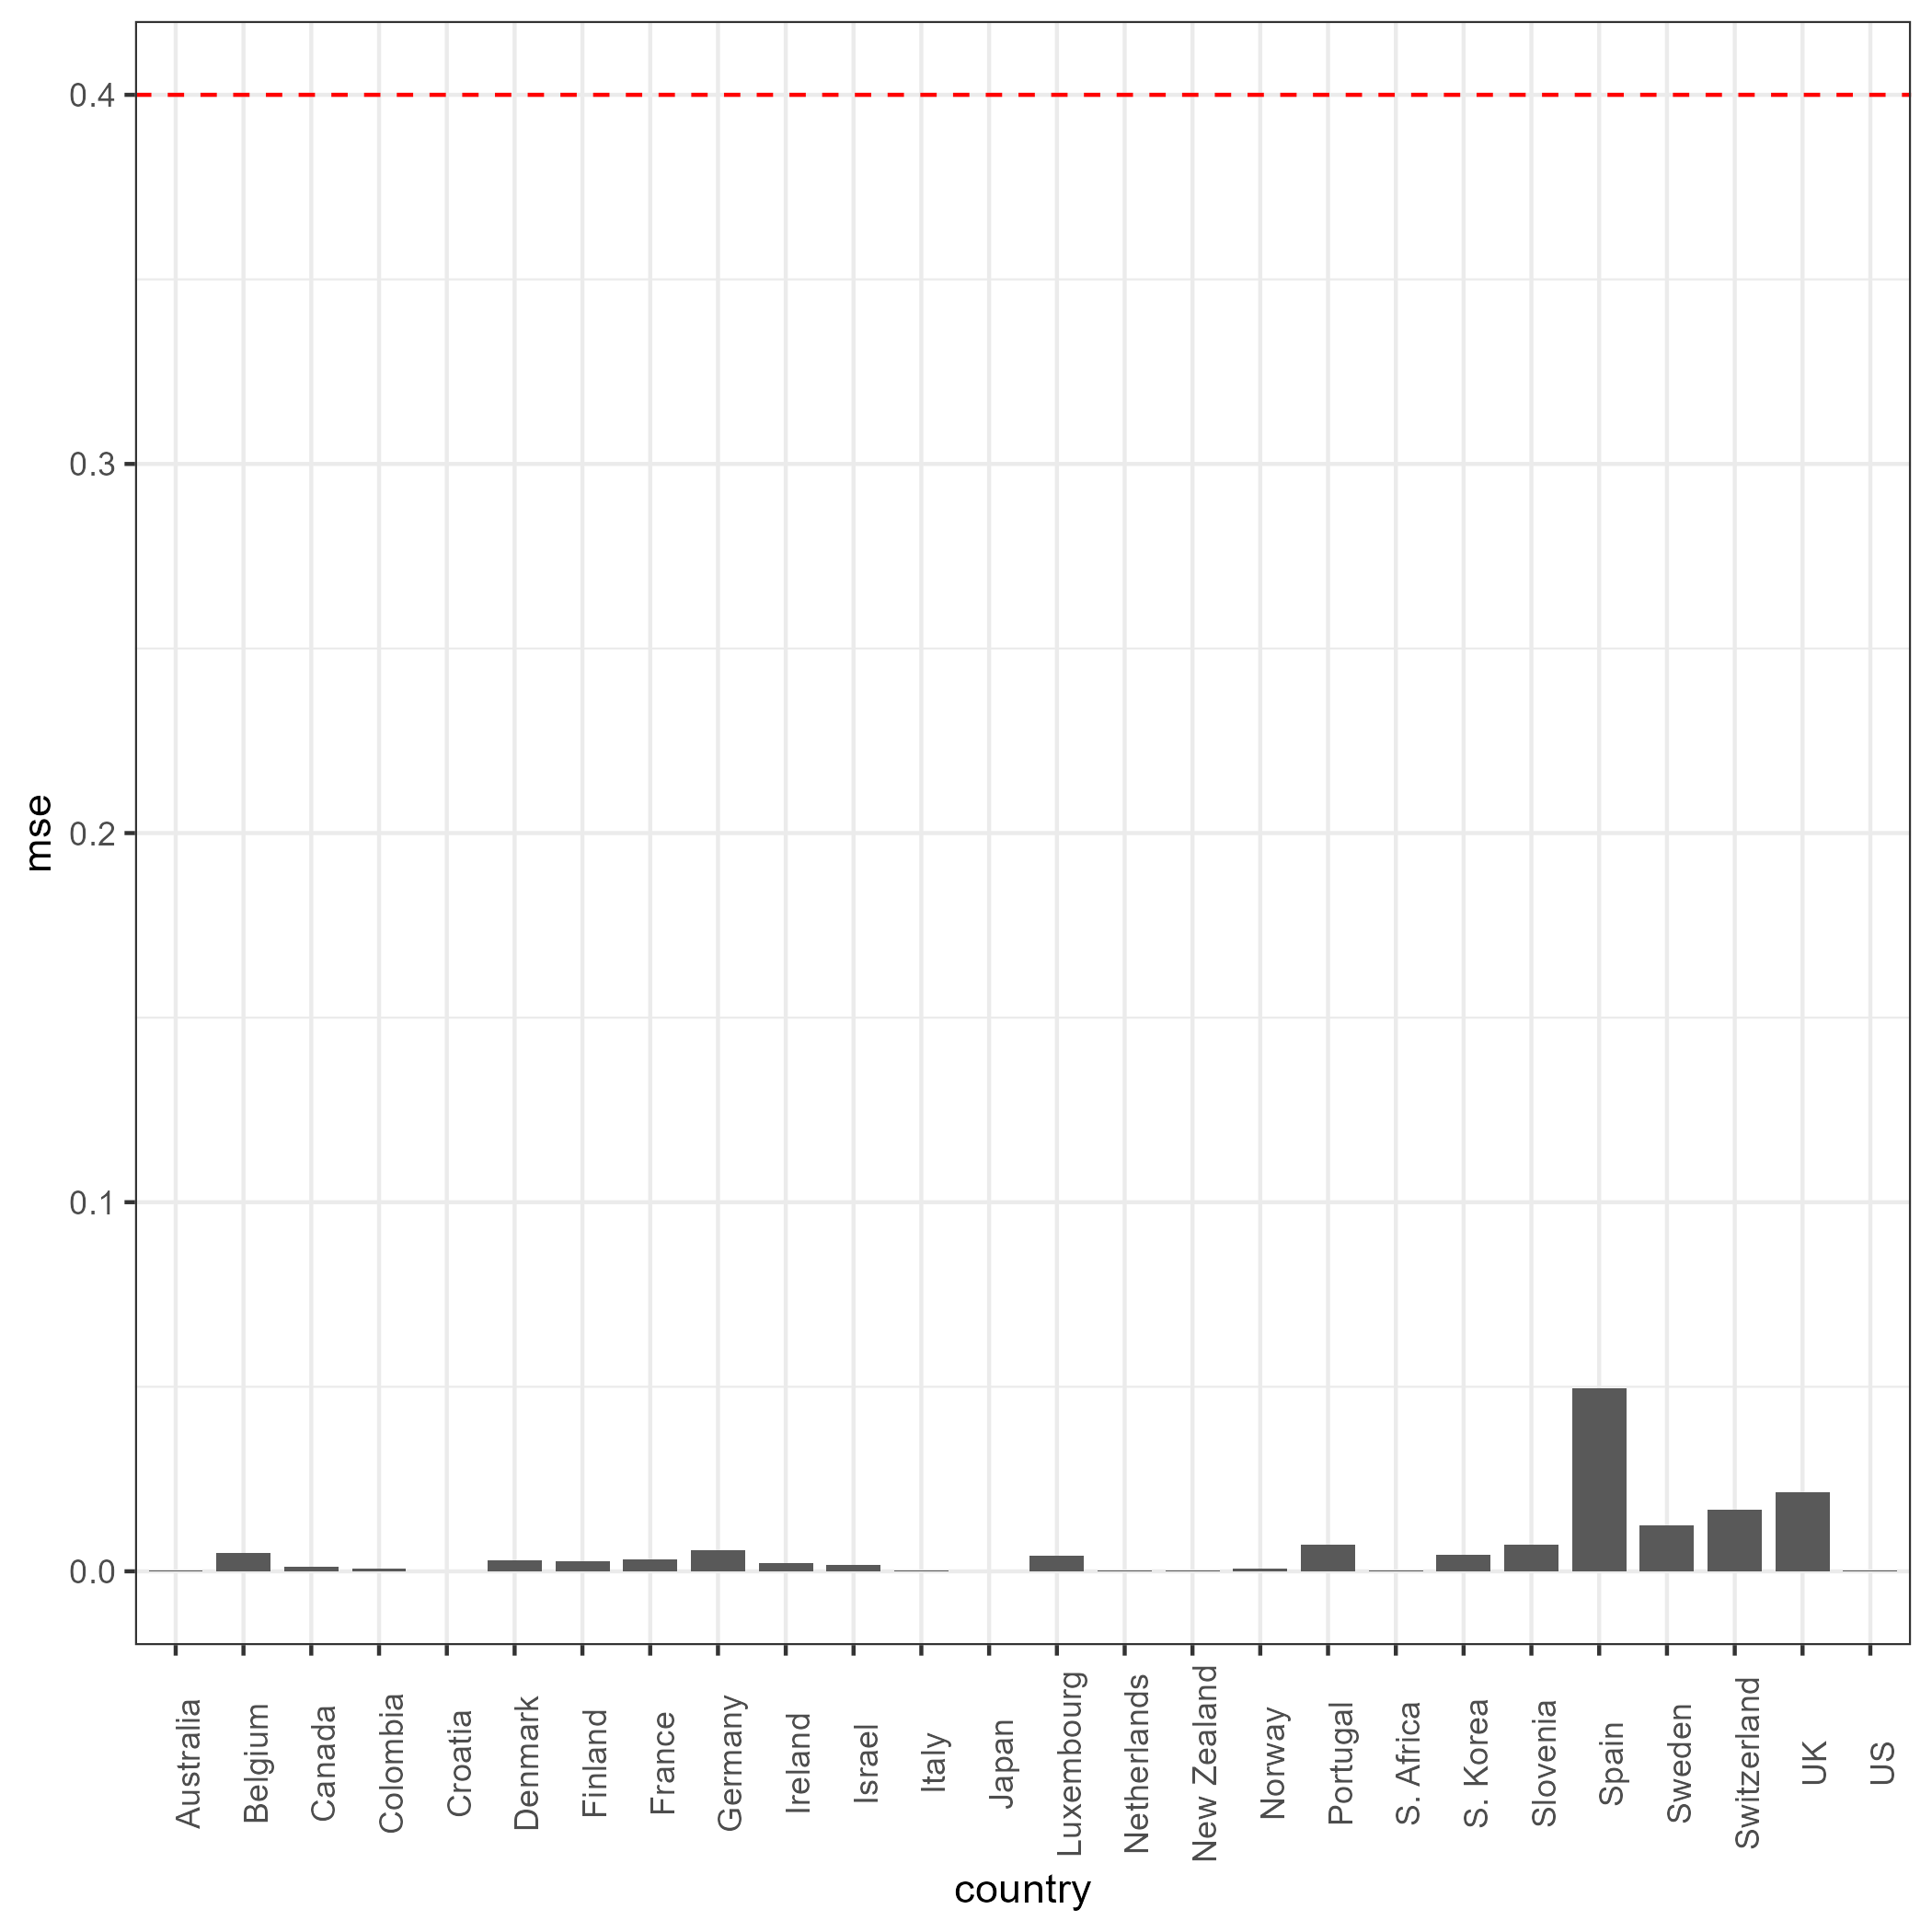 mse
0.4
0.3
0.2
0.1
0.0
Australia
Belgium
Canada
Colombia
Croatia
Denmark
Finland
France
Germany
Ireland
Israel
Italy
Japan
Luxembourg
Netherlands
New Zealand
Norway
Portugal
S. Africa
S. Korea
Slovenia
Spain
Sweden
Switzerland
UK
US
country